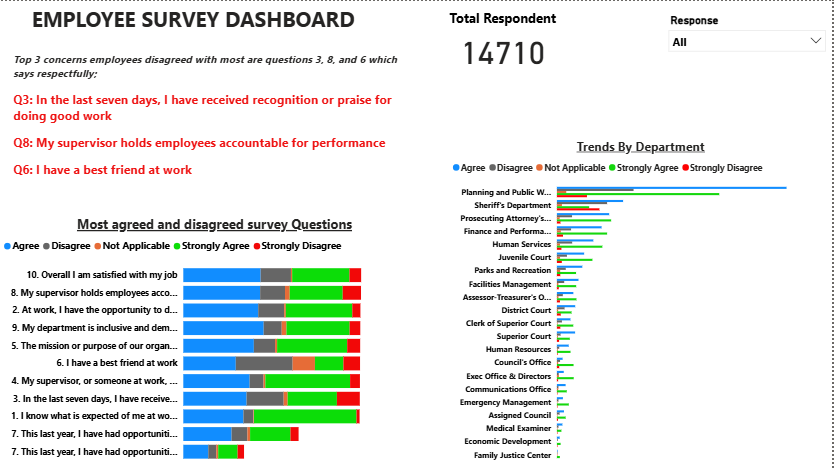 EMPLOYEE SURVEY DASHBOARD
Total Respondent
14710
Response
All
Top 3 concerns employees disagreed with most are questions 3, 8, and 6 which
says respectfully;
Q3: In the last seven days, I have received recognition or praise for
doing good work
Q8: My supervisor holds employees accountable for performance
Q6: I have a best friend at work
Most agreed and disagreed survey Questions
Agree Disagree Not Applicable Strongly Agree Strongly Disagree
10. Overall I am satisfied with my job
8. My supervisor holds employees acco...
2. At work, I have the opportunity to d...
9. My department is inclusive and dem...
5. The mission or purpose of our organ...
6. I have a best friend at work
4. My supervisor, or someone at work, ...
3. In the last seven days, I have receive...
1. I know what is expected of me at wo...
7. This last year, I have had opportuniti...
7. This last year, I have had opportuniti...
Trends By Department
Agree Disagree Not Applicable Strongly Agree Strongly Disagree
Planning and Public W...
Sheriff's Department
Prosecuting Attorney's...
Finance and Performa...
Human Services
Juvenile Court
Parks and Recreation
Facilities Management
Assessor-Treasurer's O...
District Court
Clerk of Superior Court
Superior Court
Human Resources
Council's Office
Exec Office & Directors
Communications Office
Emergency Management
Assigned Council
Medical Examiner
Economic Development
Family Justice Center